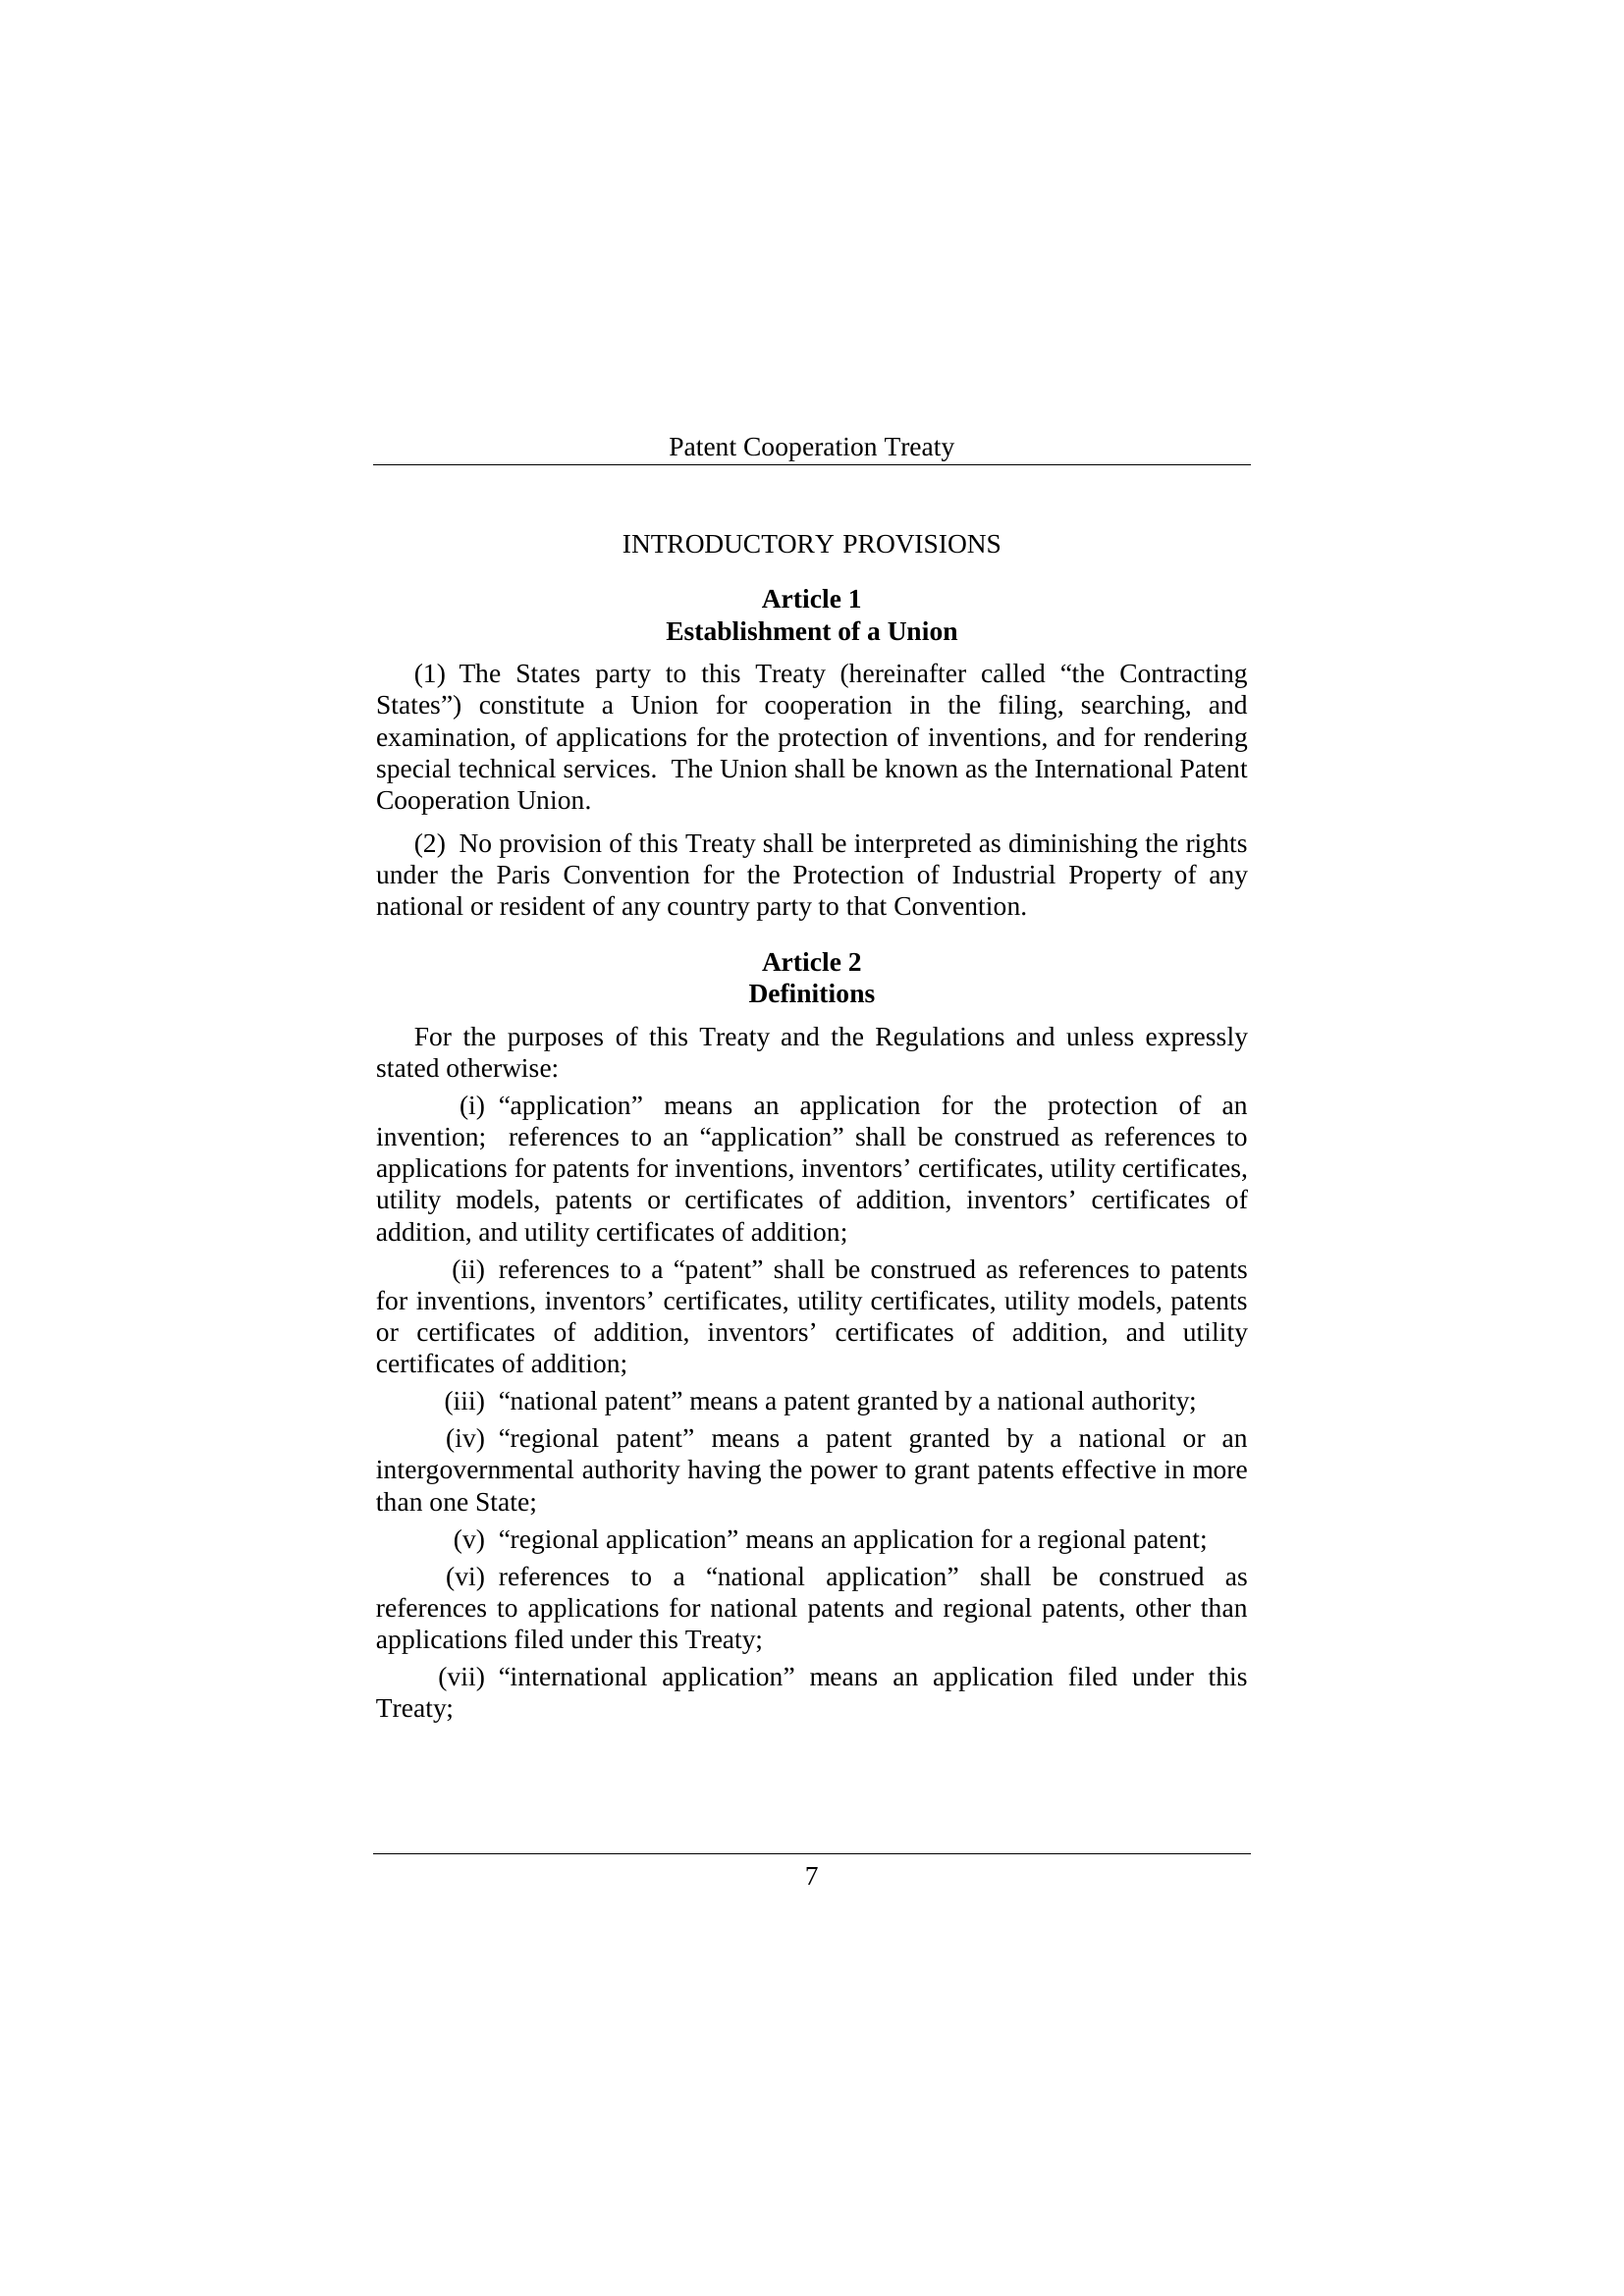 Patent Cooperation Treaty
INTRODUCTORY PROVISIONS
Article 1
Establishment of a Union
(1) The States party to this Treaty (hereinafter called “the Contracting
States”) constitute a Union for cooperation in the filing, searching, and
examination, of applications for the protection of inventions, and for rendering
special technical services.  The Union shall be known as the International Patent
Cooperation Union.
(2)  No provision of this Treaty shall be interpreted as diminishing the rights
under the Paris Convention for the Protection of Industrial Property of any
national or resident of any country party to that Convention.
Article 2
Definitions
For the purposes of this Treaty and the Regulations and unless expressly
stated otherwise:
(i) “application” means an application for the protection of an
invention;  references to an “application” shall be construed as references to
applications for patents for inventions, inventors’ certificates, utility certificates,
utility models, patents or certificates of addition, inventors’ certificates of
addition, and utility certificates of addition;
(ii) references to a “patent” shall be construed as references to patents
for inventions, inventors’ certificates, utility certificates, utility models, patents
or certificates of addition, inventors’ certificates of addition, and utility
certificates of addition;
(iii) “national patent” means a patent granted by a national authority;
(iv) “regional patent” means a patent granted by a national or an
intergovernmental authority having the power to grant patents effective in more
than one State;
(v) “regional application” means an application for a regional patent;
(vi) references to a “national application” shall be construed as
references to applications for national patents and regional patents, other than
applications filed under this Treaty;
(vii) “international application” means an application filed under this
Treaty;
7